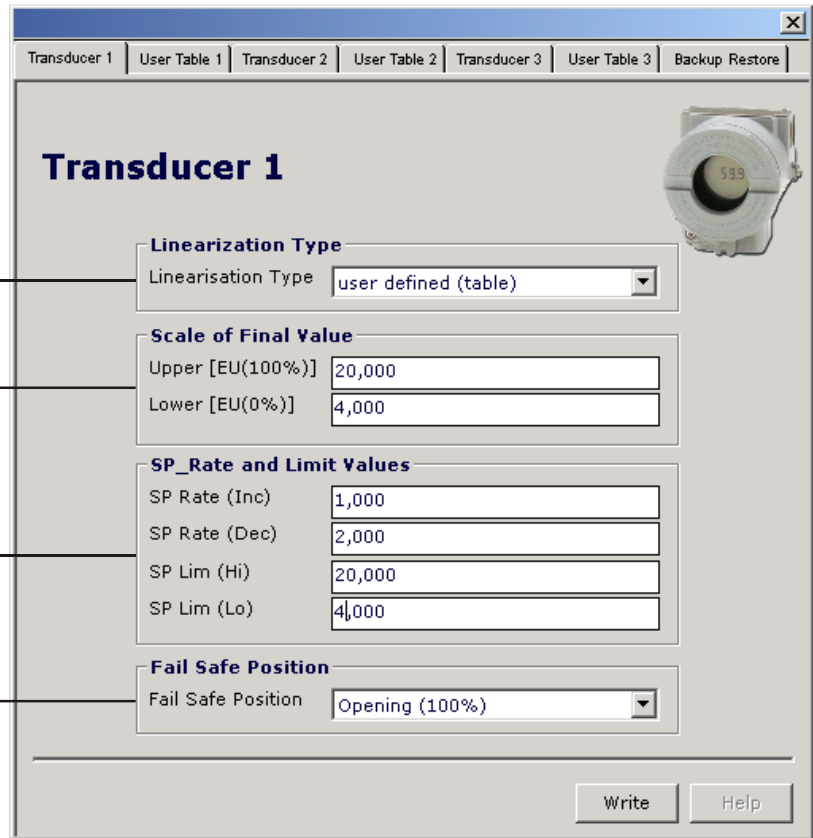 Transducer 1 User Table 1 Transducer 2 User Table 2 Transducer 3 User Table 3 Backup Restore
Transducer 1
59.9
Linearization Type
Linearisation Type user defined (table)
Scale of Final Value
Upper [EU(100%)] 20,000
Lower [EU(0%)] 4,000
SP_Rate and Limit Values
SP Rate (Inc) 1,000
SP Rate (Dec) 2,000
SP Lim (Hi) 20,000
SP Lim (Lo) 4,000
Fail Safe Position
Fail Safe Position Opening (100%)
Write Help